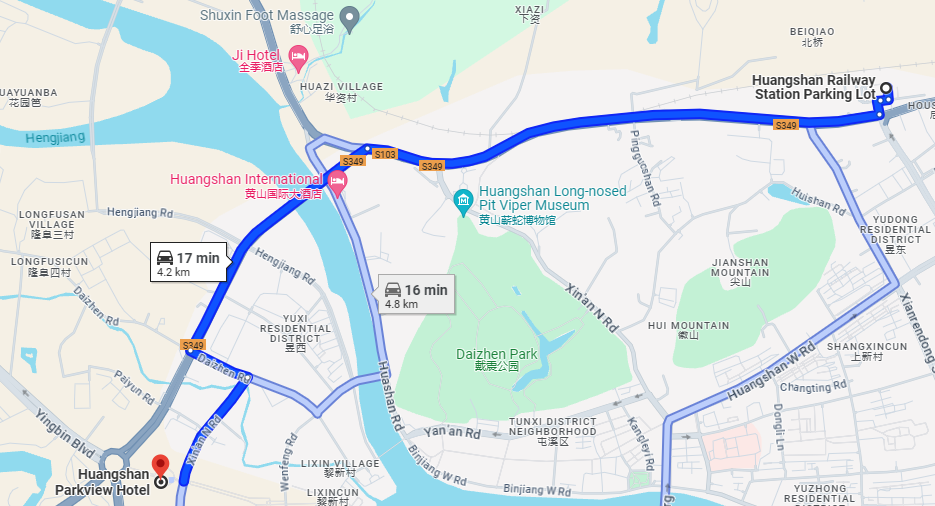 XIAZI
下资
Shuxin Foot Massage
舒心足浴
BEIQIAO
北桥
Ji Hotel
全季酒店
HUAZI VILLAGE
华资村
Huangshan Railway
Station Parking Lot
UAYUANBA
花园笆
HOUS
Hengjiang
S349
S103
S349
S349
Pingguoshan Rd
Huangshan International
黄山国际大酒店
Huangshan Long-nosed
Pit Viper Museum
黄山蕲蛇博物馆
Huishan Rd
LONGFUSAN
VILLAGE
隆阜三村
Hengjiang Rd
YUDONG
RESIDENTIAL
DISTRICT
昱东
17 min
4.2 km
Hengjiang Rd
LONGFUSICUN
隆阜四村
JIANSHAN
MOUNTAIN
尖山
16 min
4.8 km
Daizhen Rd
Xin'an N Rd
Xianrendong
YUXI
RESIDENTIAL
DISTRICT
昱西
HUI MOUNTAIN
徽山
S349
SHANGXINCUN
上新村
Daizhen Rd
Daizhen Park
戴震公园
Huangshan W Rd
Changting Rd
Peiyun Rd
Huashan Rd
Yingbin Blvd
Xin'an N Rd
Yan'an Rd
TUNXI DISTRICT
NEIGHBORHOOD
屯溪区
Kangleyi Rd
Dongli Ln
Wenfeng Rd
LIXIN VILLAGE
黎新村
Binjiang W Rd
Huangshan
Parkview Hotel
LIXINCUN
黎新村
Binjiang W Rd
YUZHONG
RESIDENTIAL
DISTRICT